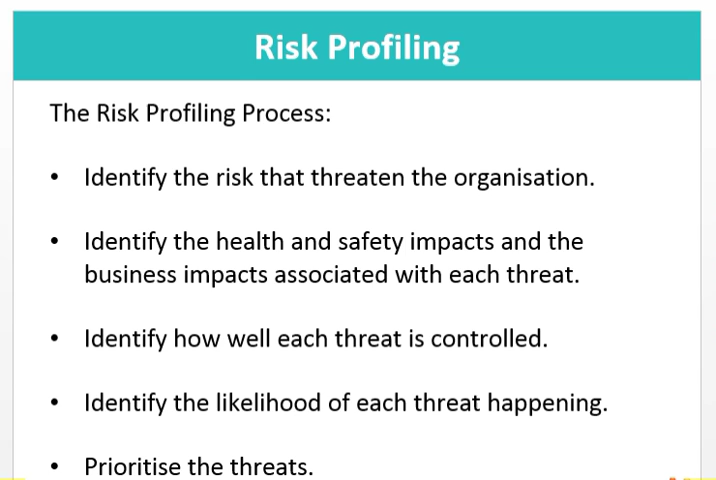 Risk Profiling
The Risk Profiling Process:
• Identify the risk that threaten the organisation.
• Identify the health and safety impacts and the
business impacts associated with each threat.
• Identify how well each threat is controlled.
• Identify the likelihood of each threat happening.
• Prioritise the threats.